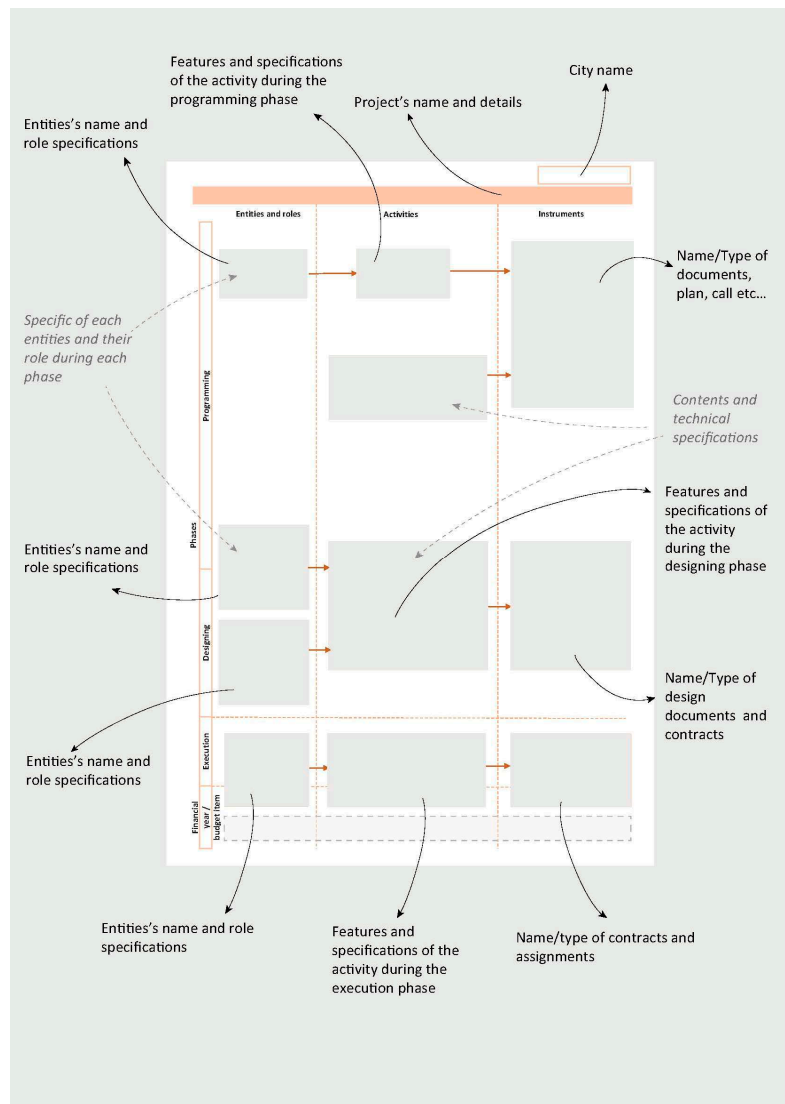 Features and specifications
of the activity during the
programming phase
City name
Project's name and details
Entities's name and
role specifications
Entities and roles
Activities
Instruments
Name/Type of
documents,
plan, call etc...
Specific of each
entities and their
role during each
phase
Programming
Contents and
technical
specifications
Features and
specifications of
the activity
during the
designing phase
Phases
Entities's name and
role specifications
Designing
Name/Type of
design
documents and
contracts
Entities's name and
role specifications
Execution
Financial
year /
budget item
Entities's name and role
specifications
Features and
specifications of the
activity during the
execution phase
Name/type of contracts and
assignments